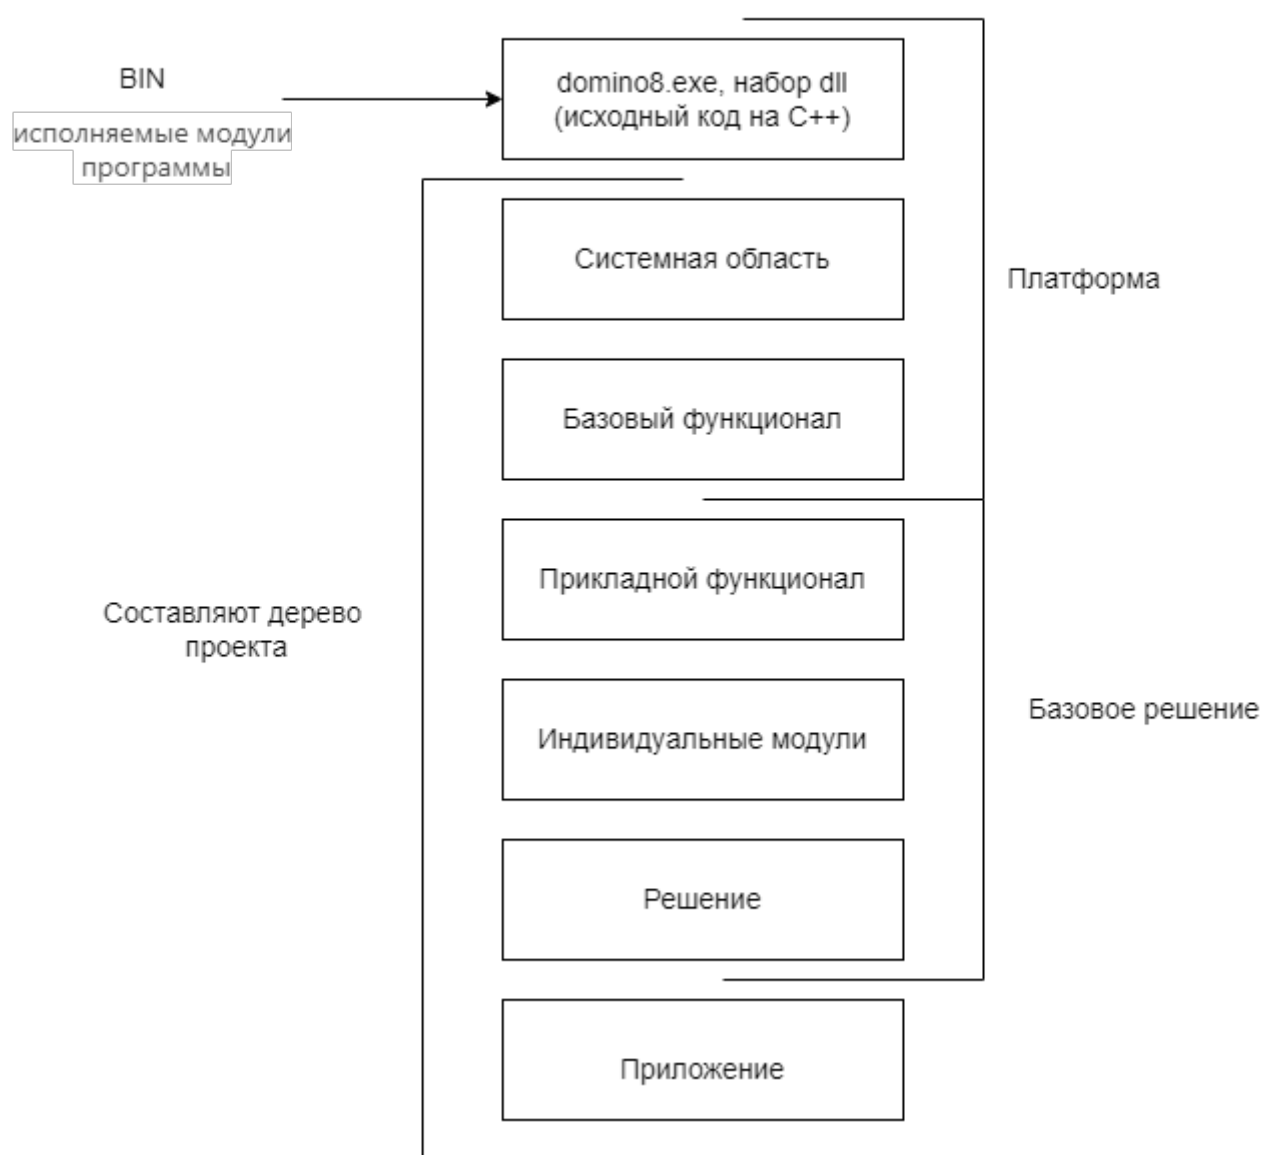 BIN
исполняемые модули
программы
domino8.exe, набор dll
(исходный код на C++)
Системная область
Платформа
Базовый функционал
Прикладной функционал
Составляют дерево
проекта
Индивидуальные модули
Базовое решение
Решение
Приложение